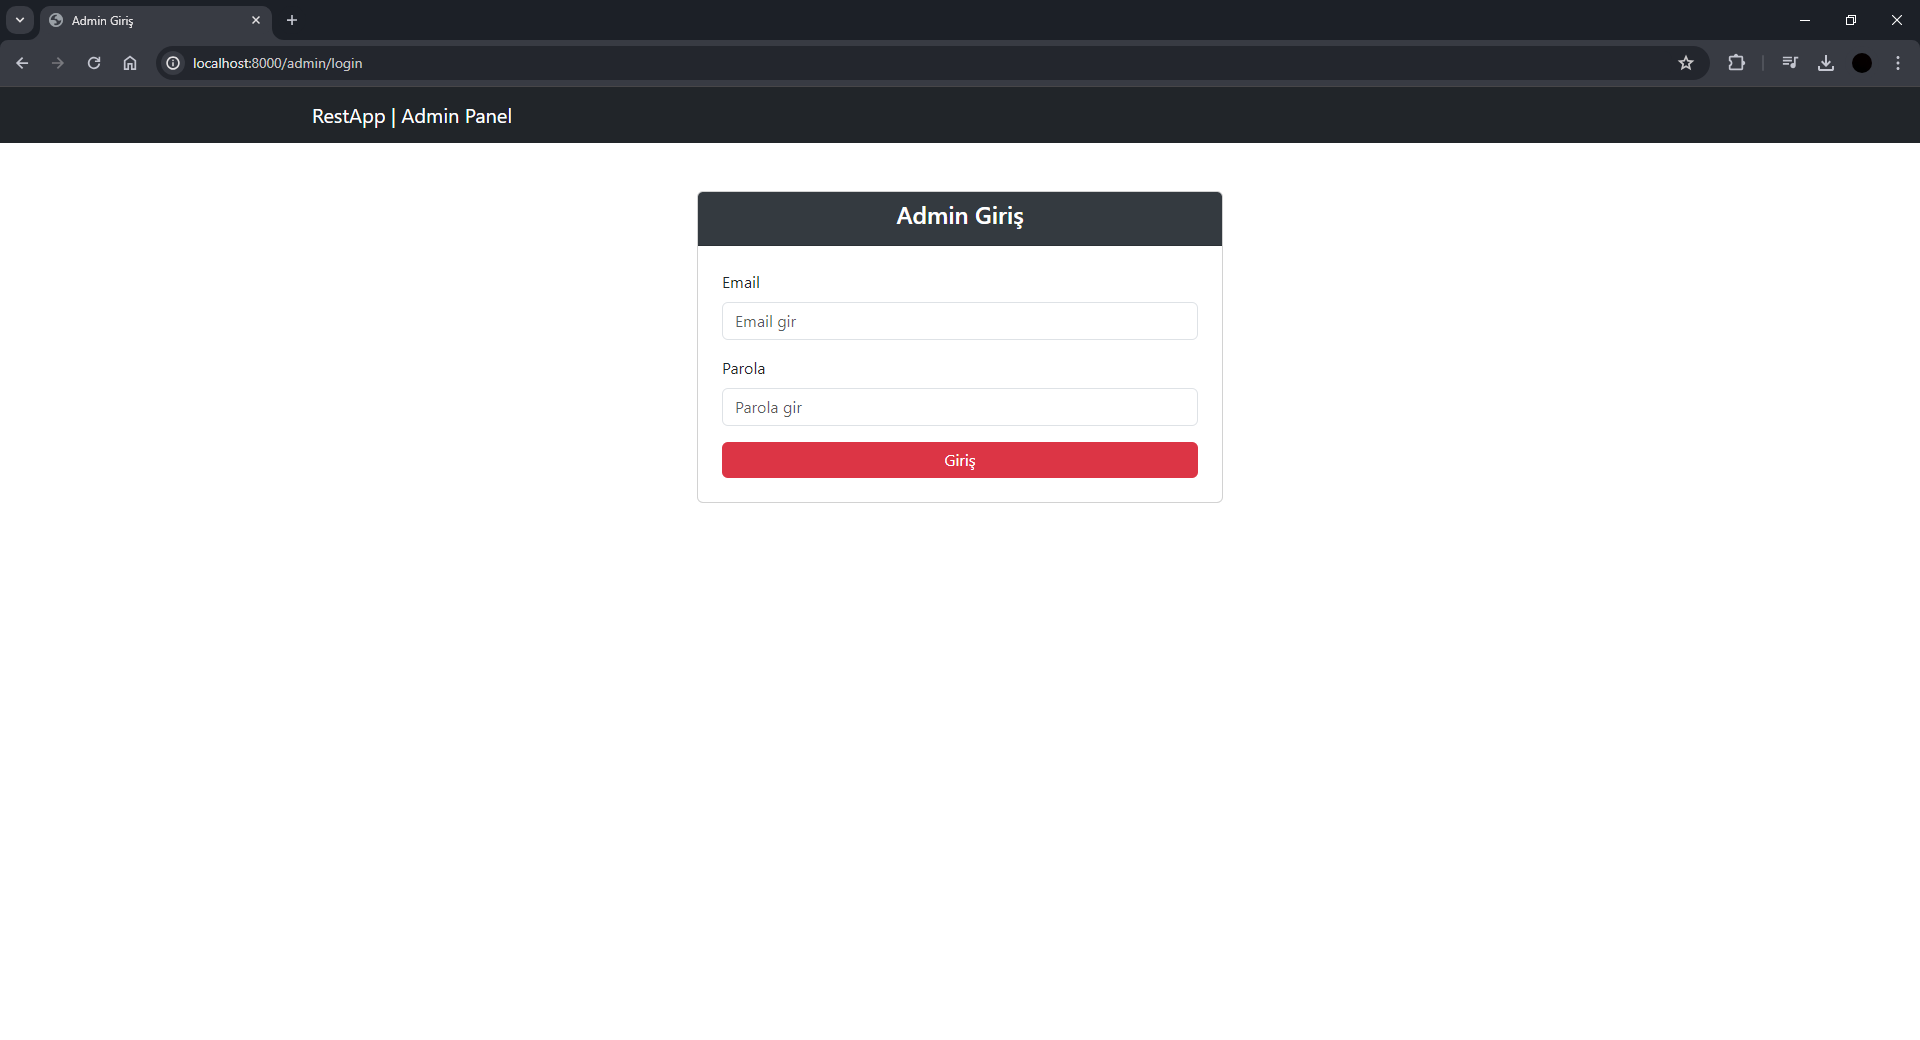 Admin Giriş
localhost:8000/admin/login
RestApp | Admin Panel
Admin Giriş
Email
Email gir
Parola
Parola gir
Giriş